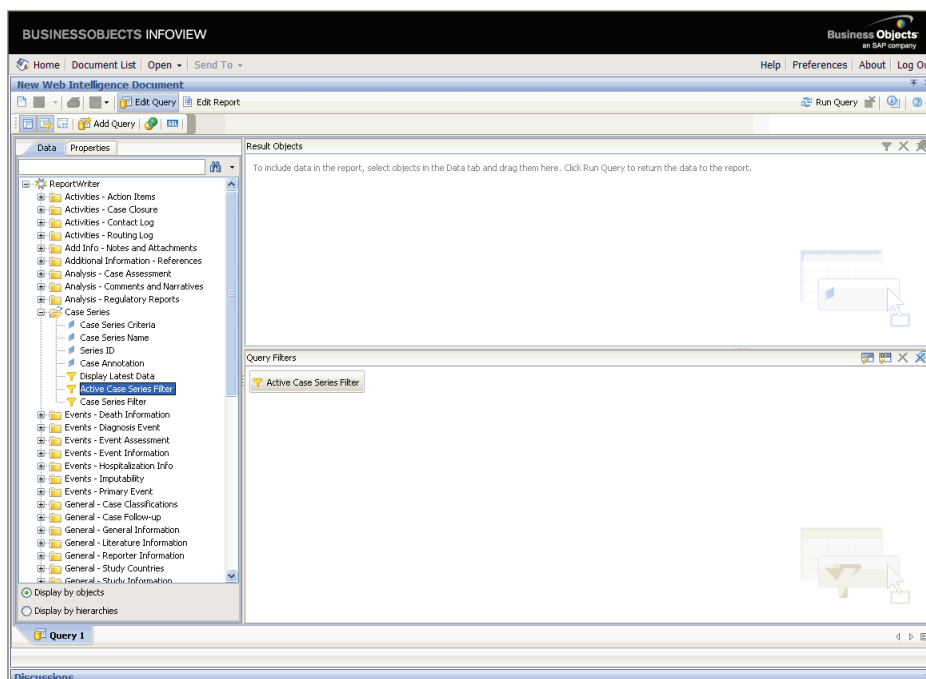 BUSINESSOBJECTS INFOVIEW
Business Objects
an SAP company
Home Document List Open Send To
Help Preferences About Log Ou
New Web Intelligence Document
Edit Query Edit Report
Run Query
Add Query SQL
Data Properties
Result Objects
To include data in the report, select objects in the Data tab and drag them here. Click Run Query to return the data to the report.
ReportWriter
Activities - Action Items
Activities - Case Closure
Activities - Contact Log
Activities - Routing Log
Add Info - Notes and Attachments
Additional Information - References
Analysis - Case Assessment
Analysis - Comments and Narratives
Analysis - Regulatory Reports
Case Series
Case Series Criteria
Case Series Name
Series ID
Case Annotation
Display Latest Data
Active Case Series Filter
Case Series Filter
Events - Death Information
Events - Diagnosis Event
Events - Event Assessment
Events - Event Information
Events - Hospitalization Info
Events - Imputability
Events - Primary Event
General - Case Classifications
General - Case Follow-up
General - General Information
General - Literature Information
General - Reporter Information
General - Study Countries
General - Study Information
Query Filters
Active Case Series Filter
Display by objects
Display by hierarchies
Query 1
Discussions